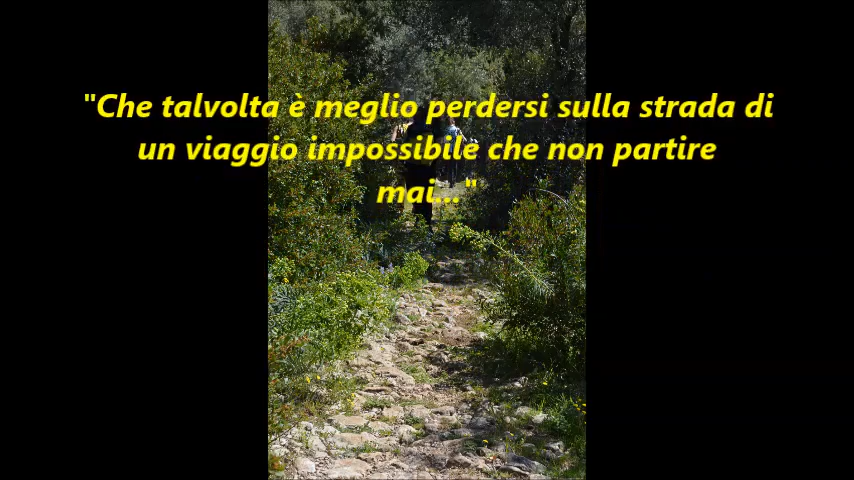 "Che talvolta è meglio perdersi sulla strada di
un viaggio impossibile che non partire
mai..."